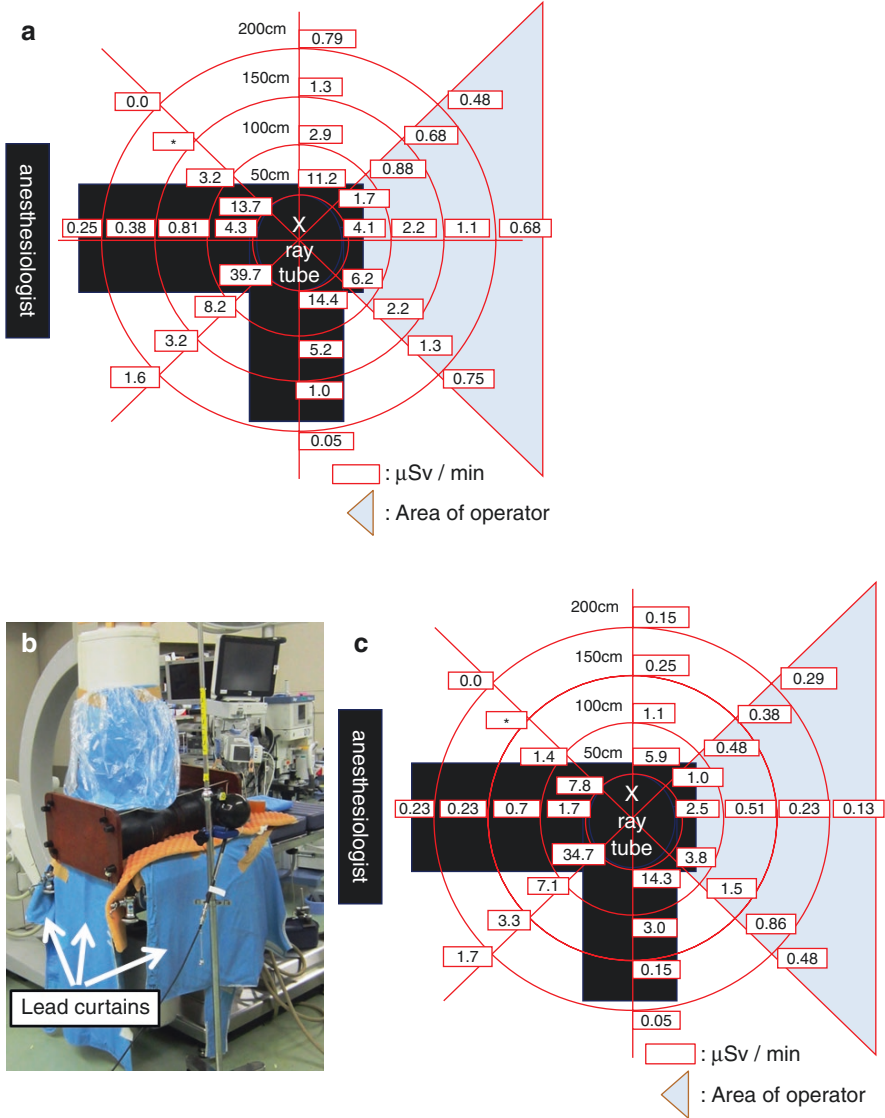 a
200cm
0.79
150cm
1.3
0.48
0.0
100cm
2.9
0.68
*
50cm
11.2
0.88
3.2
1.7
13.7
anesthesiologist
0.25 0.38 0.81 4.3
X
ray
tube
4.1 2.2 1.1 0.68
39.7
6.2
8.2
14.4
2.2
3.2
5.2
1.3
1.6
1.0
0.75
0.05
: μSv / min
: Area of operator
b
Lead curtains
c
200cm
0.15
150cm
0.25
0.29
0.0
100cm
1.1
0.38
*
50cm
5.9
0.48
1.4
1.0
7.8
anesthesiologist
0.23 0.23 0.7 1.7
X
ray
tube
2.5 0.51 0.23 0.13
34.7
3.8
7.1
14.3
1.5
3.3
3.0
0.86
1.7
0.15
0.48
0.05
: μSv / min
: Area of operator